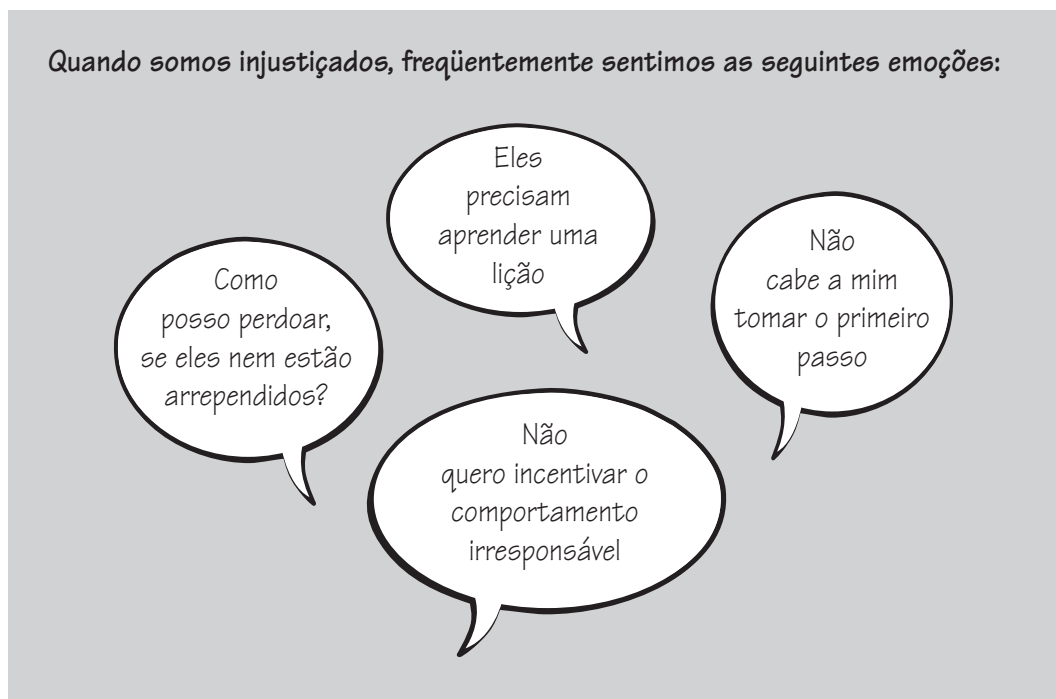 Quando somos injustiçados, freqüentemente sentimos as seguintes emoções:
Eles
precisam
aprender uma
lição
Não
cabe a mim
tomar o primeiro
passo
Como
posso perdoar,
se eles nem estão
arrependidos?
Não
quero incentivar o
comportamento
irresponsável